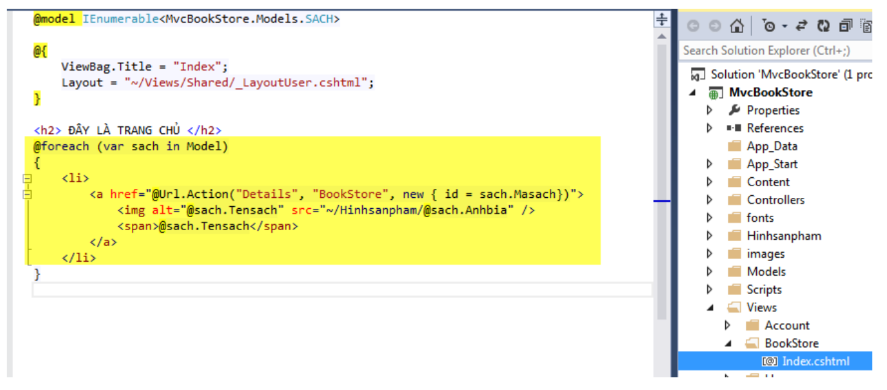 @model IEnumerable<MvcBookStore.Models.SACH>
@{
ViewBag.Title = "Index";
Layout = "~/Views/Shared/_LayoutUser.cshtml";
}
<h2> ĐÂY LÀ TRANG CHỦ </h2>
@foreach (var sach in Model)
{
<li>
<a href="@Url.Action("Details", "BookStore", new { id = sach.Masach})">
<img alt="@sach.Tensach" src="~/Hinhsanpham/@sach.Anhbia" />
<span>@sach.Tensach</span>
</a>
</li>
}
Search Solution Explorer (Ctrl+;)
Solution 'MvcBookStore' (1 pro
MvcBookStore
Properties
References
App_Data
App_Start
Content
Controllers
fonts
Hinhsanpham
images
Models
Scripts
Views
Account
BookStore
[@] Index.cshtml